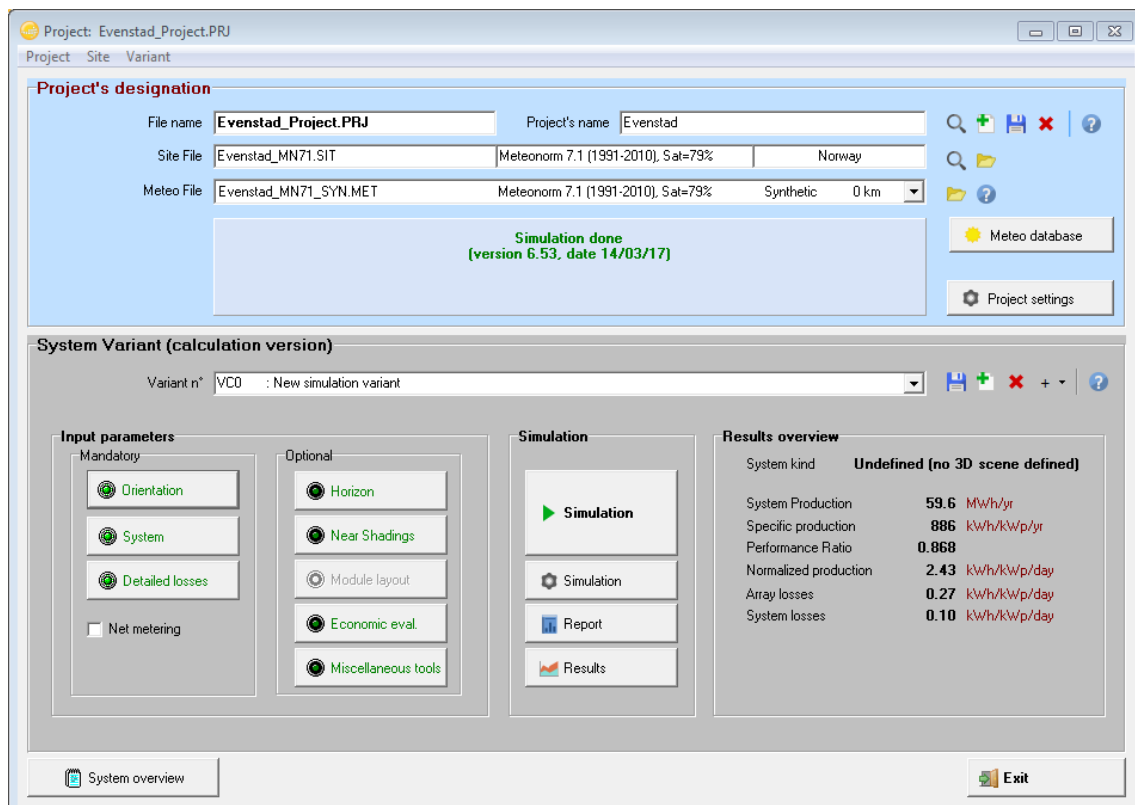 Project: Evenstad_Project.PRJ
Project Site Variant
Project's designation
File name Evenstad_Project.PRJ Project's name Evenstad
Site File Evenstad_MN71.SIT Meteonorm 7.1 (1991-2010), Sat=79% Norway
Meteo File Evenstad_MN71_SYN.MET Meteonorm 7.1 (1991-2010), Sat=79% Synthetic 0 km
Simulation done
(version 6.53, date 14/03/17)
Meteo database
Project settings
System Variant (calculation version)
Variant n° VC0 : New simulation variant
Input parameters
Mandatory
Orientation
System
Detailed losses
Net metering
Optional
Horizon
Near Shadings
Module layout
Economic eval.
Miscellaneous tools
Simulation
Simulation
Simulation
Report
Results
Results overview
System kind Undefined (no 3D scene defined)
System Production 59.6 MWh/yr
Specific production 886 kWh/kWp/yr
Performance Ratio 0.868
Normalized production 2.43 kWh/kWp/day
Array losses 0.27 kWh/kWp/day
System losses 0.10 kWh/kWp/day
System overview
Exit